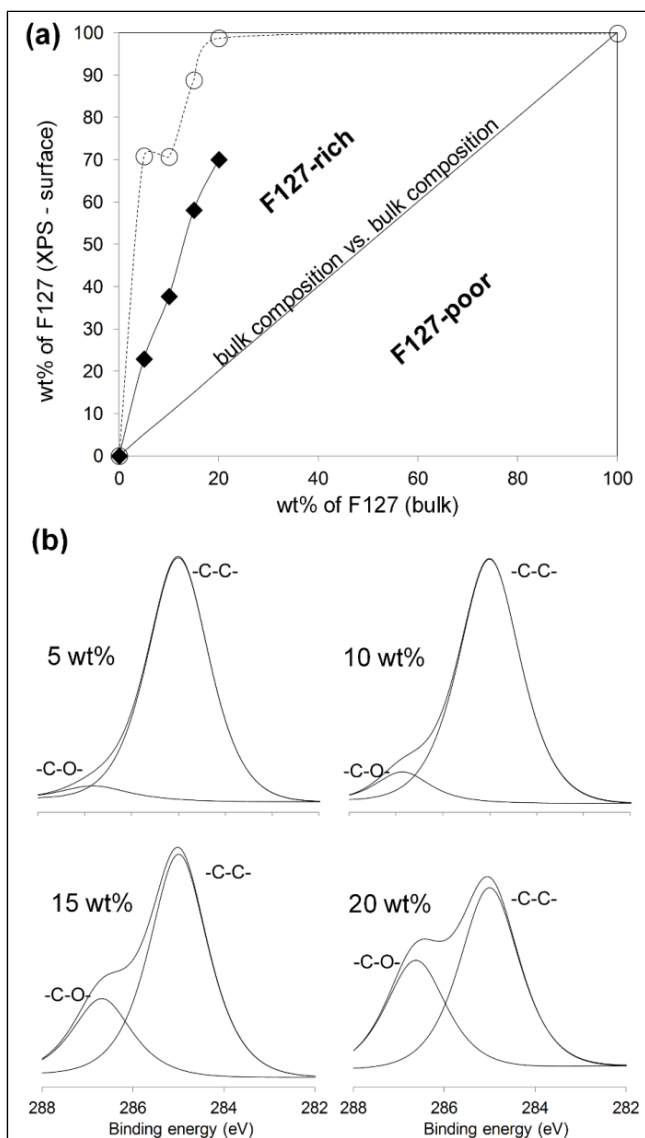 (a)
100
90
80
70
60
50
40
30
20
10
0
wt% of F127 (XPS - surface)
F127-rich
bulk composition vs. bulk composition
F127-poor
0 20 40 60 80 100
wt% of F127 (bulk)
(b)
-C-C-
5 wt%
-C-O-
-C-C-
10 wt%
-C-O-
-C-C-
15 wt%
-C-O-
288 286 284 282
Binding energy (eV)
-C-C-
20 wt%
-C-O-
288 286 284 282
Binding energy (eV)